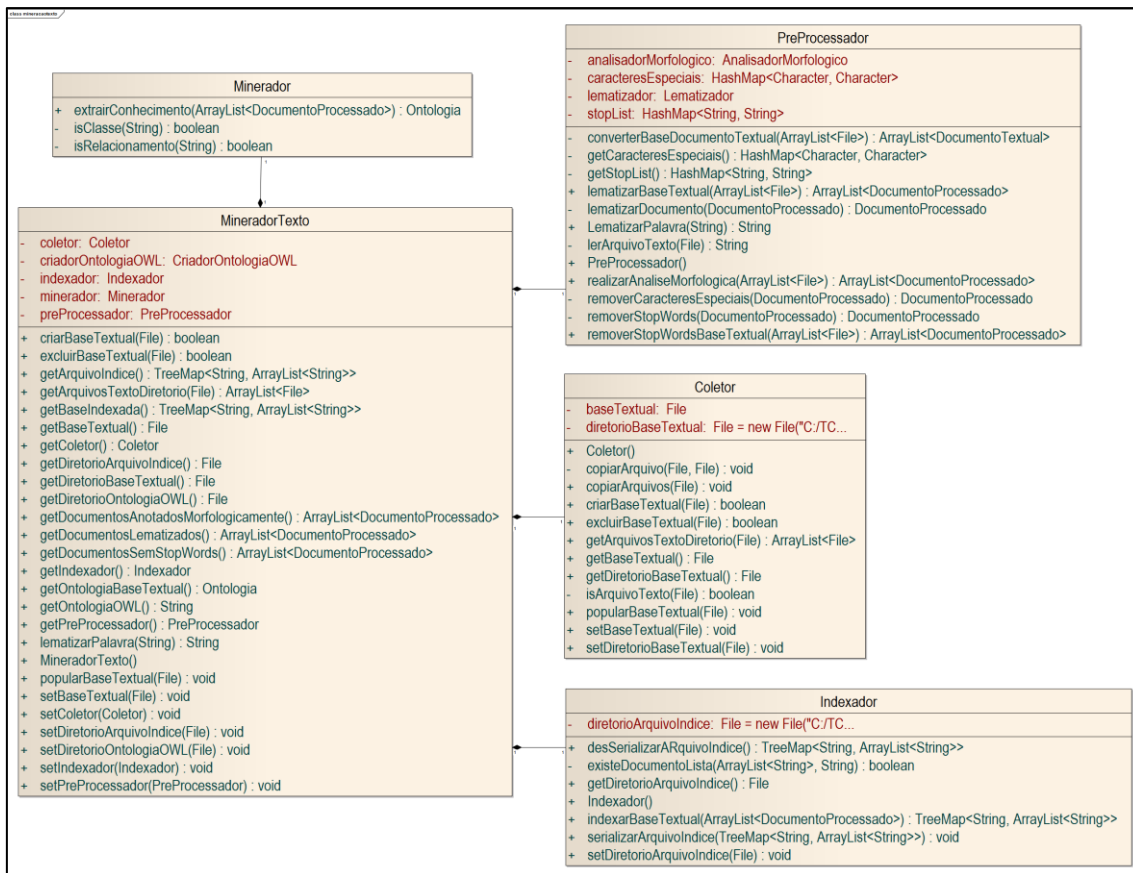 class mineracaotexto
Minerador
+ extrairConhecimento(ArrayList<DocumentoProcessado>) : Ontologia
- isClasse(String) : boolean
- isRelacionamento(String) : boolean
1
1
MineradorTexto
- coletor: Coletor
- criadorOntologiaOWL: CriadorOntologiaOWL
- indexador: Indexador
- minerador: Minerador
- preProcessador: PreProcessador
+ criarBaseTextual(File) : boolean
+ excluirBaseTextual(File) : boolean
+ getArquivoIndice() : TreeMap<String, ArrayList<String>>
+ getArquivosTextoDiretorio(File) : ArrayList<File>
+ getBaseIndexada() : TreeMap<String, ArrayList<String>>
+ getBaseTextual() : File
+ getColetor() : Coletor
+ getDiretorioArquivoIndice() : File
+ getDiretorioBaseTextual() : File
+ getDiretorioOntologiaOWL() : File
+ getDocumentosAnotadosMorfologicamente() : ArrayList<DocumentoProcessado>
+ getDocumentosLematizados() : ArrayList<DocumentoProcessado>
+ getDocumentosSemStopWords() : ArrayList<DocumentoProcessado>
+ getIndexador() : Indexador
+ getOntologiaBaseTextual() : Ontologia
+ getOntologiaOWL() : String
+ getPreProcessador() : PreProcessador
+ lematizarPalavra(String) : String
+ MineradorTexto()
+ popularBaseTextual(File) : void
+ setBaseTextual(File) : void
+ setColetor(Coletor) : void
+ setDiretorioArquivoIndice(File) : void
+ setDiretorioOntologiaOWL(File) : void
+ setIndexador(Indexador) : void
+ setPreProcessador(PreProcessador) : void
1 1
1 1
1 1
PreProcessador
- analisadorMorfologico: AnalisadorMorfologico
- caracteresEspeciais: HashMap<Character, Character>
- lematizador: Lematizador
- stopList: HashMap<String, String>
- converterBaseDocumentoTextual(ArrayList<File>) : ArrayList<DocumentoTextual>
- getCaracteresEspeciais() : HashMap<Character, Character>
- getStopList() : HashMap<String, String>
+ lematizarBaseTextual(ArrayList<File>) : ArrayList<DocumentoProcessado>
- lematizarDocumento(DocumentoProcessado) : DocumentoProcessado
+ LematizarPalavra(String) : String
- lerArquivoTexto(File) : String
+ PreProcessador()
+ realizarAnaliseMorfologica(ArrayList<File>) : ArrayList<DocumentoProcessado>
- removerCaracteresEspeciais(DocumentoProcessado) : DocumentoProcessado
- removerStopWords(DocumentoProcessado) : DocumentoProcessado
+ removerStopWordsBaseTextual(ArrayList<File>) : ArrayList<DocumentoProcessado>
Coletor
- baseTextual: File
- diretorioBaseTextual: File = new File("C:/TC...
+ Coletor()
- copiarArquivo(File, File) : void
+ copiarArquivos(File) : void
+ criarBaseTextual(File) : boolean
+ excluirBaseTextual(File) : boolean
+ getArquivosTextoDiretorio(File) : ArrayList<File>
+ getBaseTextual() : File
+ getDiretorioBaseTextual() : File
- isArquivoTexto(File) : boolean
+ popularBaseTextual(File) : void
+ setBaseTextual(File) : void
+ setDiretorioBaseTextual(File) : void
Indexador
- diretorioArquivoIndice: File = new File("C:/TC...
+ desSerializarARquivoIndice() : TreeMap<String, ArrayList<String>>
- existeDocumentoLista(ArrayList<String>, String) : boolean
+ getDiretorioArquivoIndice() : File
+ Indexador()
+ indexarBaseTextual(ArrayList<DocumentoProcessado>) : TreeMap<String, ArrayList<String>>
+ serializarArquivoIndice(TreeMap<String, ArrayList<String>>) : void
+ setDiretorioArquivoIndice(File) : void